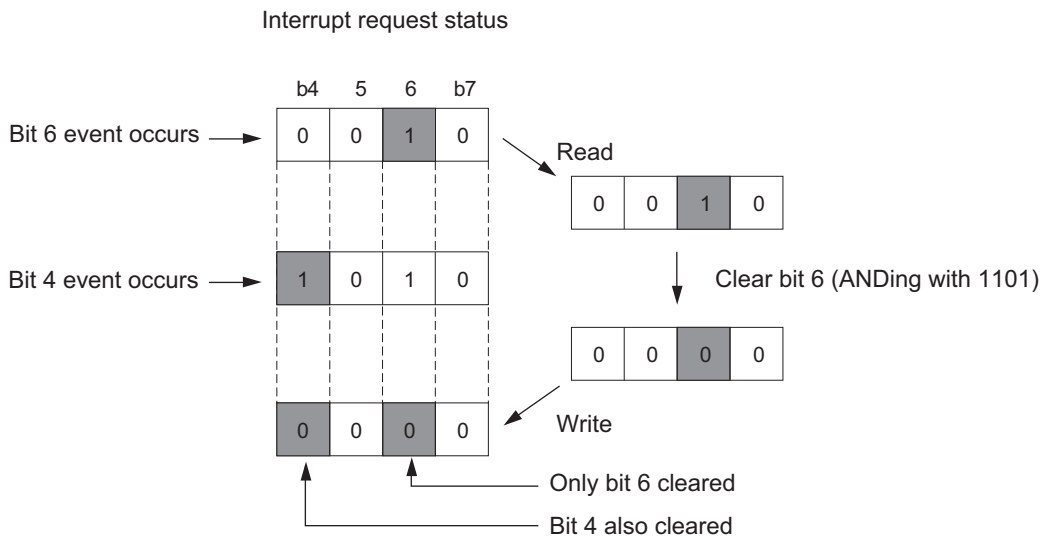 Interrupt request status
b4 5 6 b7
Bit 6 event occurs
0 0 1 0
Read
0 0 1 0
Bit 4 event occurs
1 0 1 0
Clear bit 6 (ANDing with 1101)
0 0 0 0
0 0 0 0
Write
Only bit 6 cleared
Bit 4 also cleared